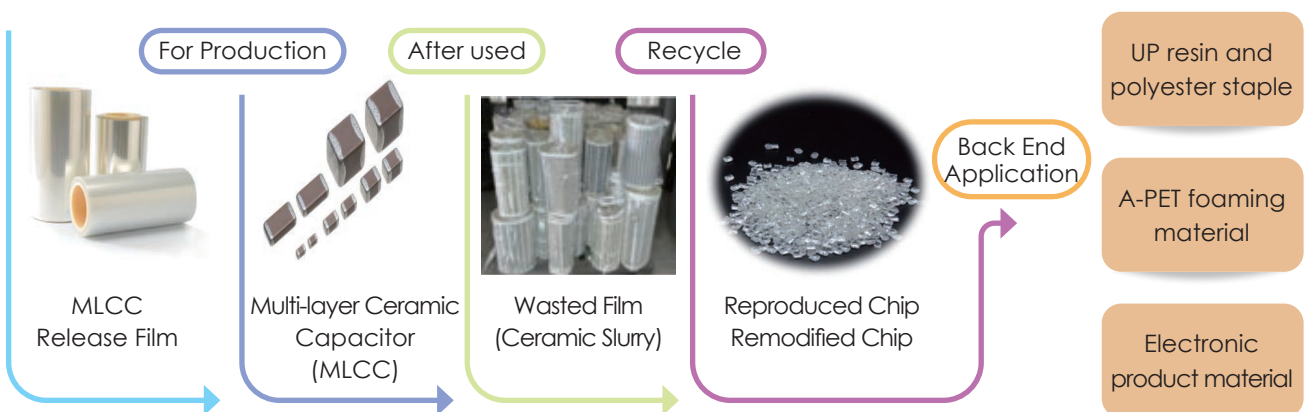 For Production
After used
Recycle
MLCC
Release Film
Multi-layer Ceramic
Capacitor
(MLCC)
Wasted Film
(Ceramic Slurry)
Reproduced Chip
Remodified Chip
Back End
Application
UP resin and
polyester staple
A-PET foaming
material
Electronic
product material